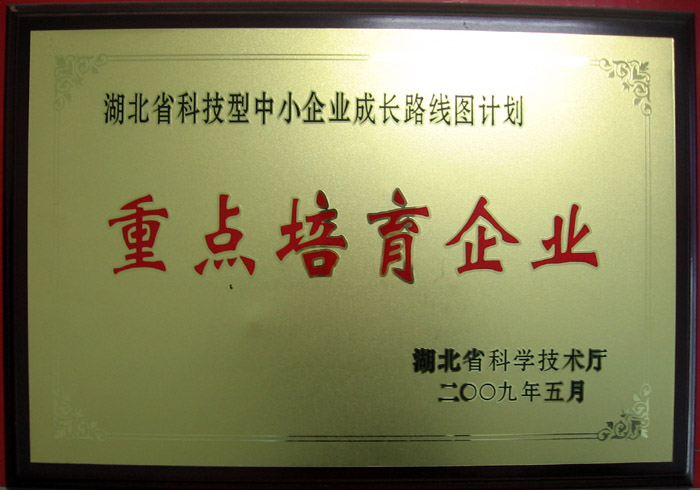 湖北省科技型中小企业成长路线图计划
重点培育企业
湖北省科学技术厅
二〇〇九年五月